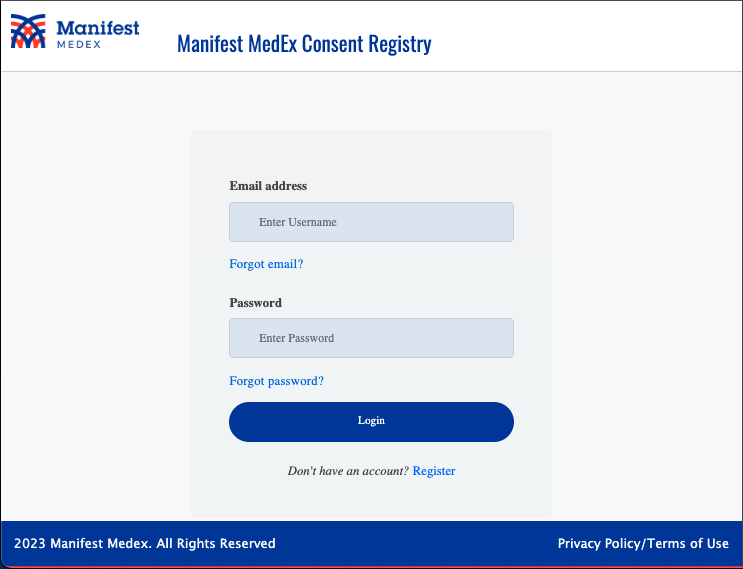 Manifest
MEDEX
Manifest MedEx Consent Registry
Email address
Enter Username
Forgot email?
Password
Enter Password
Forgot password?
Login
Don't have an account? Register
2023 Manifest Medex. All Rights Reserved
Privacy Policy/Terms of Use